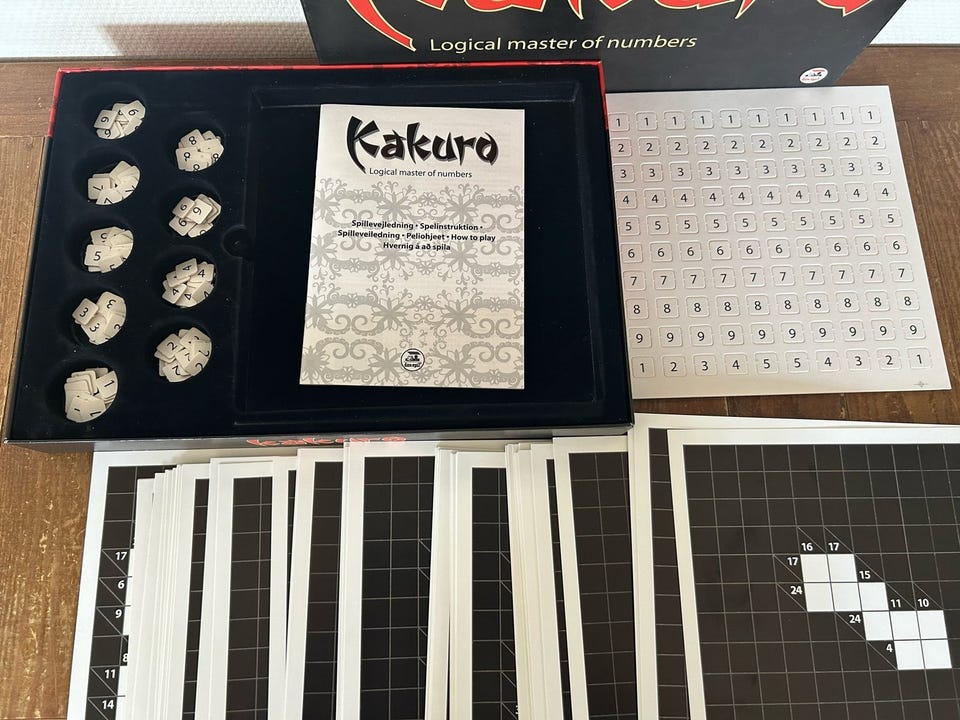 Logical master of numbers
Kakuro
Logical master of numbers
Spillevejledning • Spelinstruktion •
Spilleveiledning • Peliohjeet • How to play
Hvernig á að spila
1 1 1 1 1 1 1 1 1 1
2 2 2 2 2 2 2 2 2 2
3 3 3 3 3 3 3 3 3 3
4 4 4 4 4 4 4 4 4 4
5 5 5 5 5 5 5 5 5 5
6 6 6 6 6 6 6 6 6 6
7 7 7 7 7 7 7 7 7 7
8 8 8 8 8 8 8 8 8 8
9 9 9 9 9 9 9 9 9 9
1 2 3 4 5 5 4 3 2 1
kakuro
17
6
9
8
11
14
16 17
17
15
24
11 10
24
4